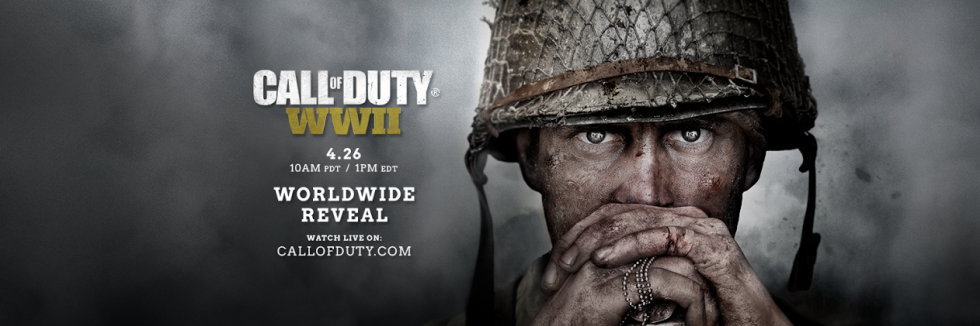 CALL OF DUTY®
WWII
4.26
10AM PDT / 1PM EDT
WORLDWIDE
REVEAL
WATCH LIVE ON:
CALLOFDUTY.COM